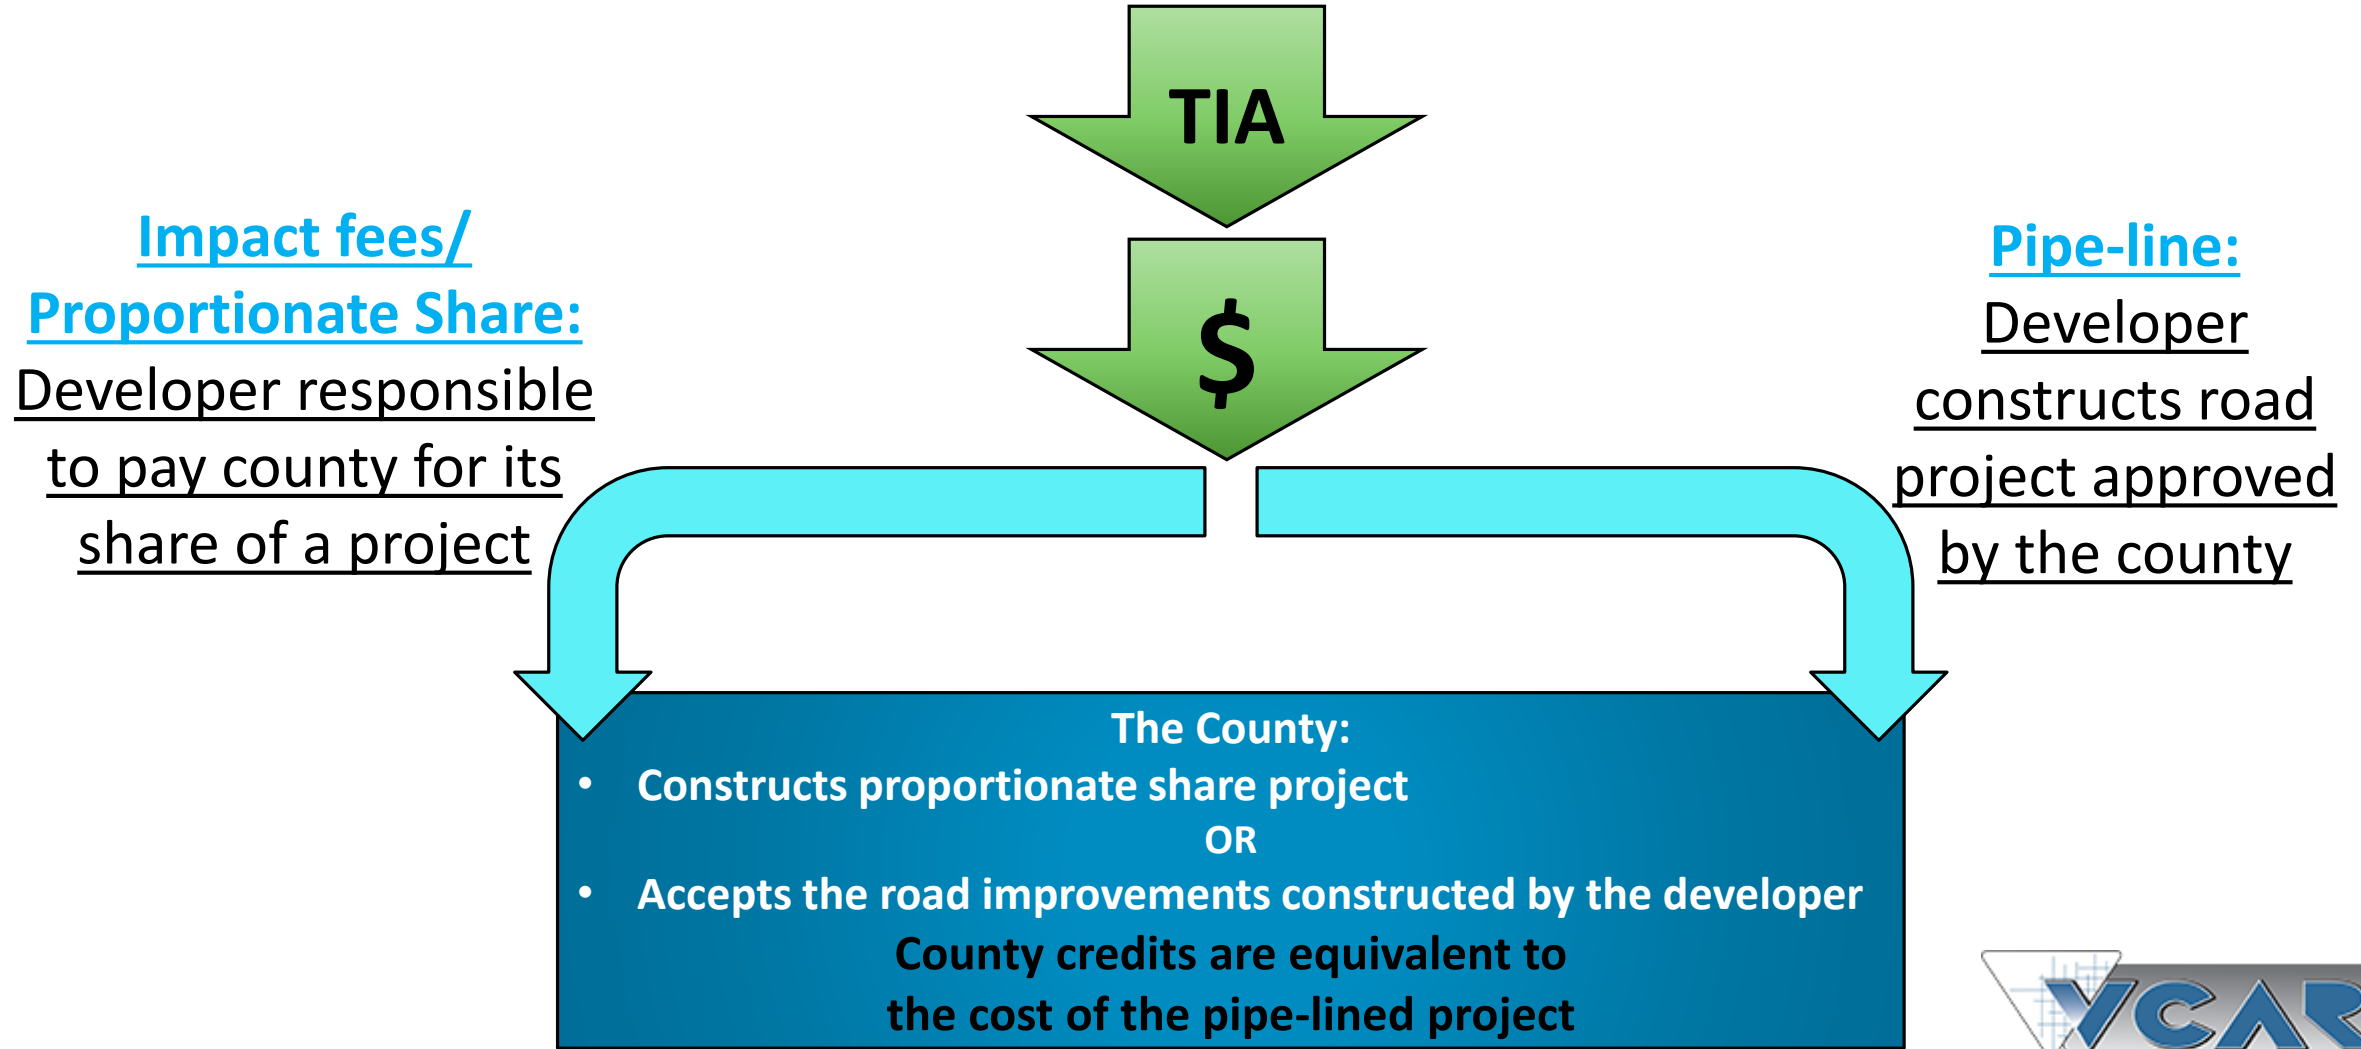 TIA
$
Impact fees/
Proportionate Share:
Developer responsible
to pay county for its
share of a project
Pipe-line:
Developer
constructs road
project approved
by the county
The County:
• Constructs proportionate share project
OR
• Accepts the road improvements constructed by the developer
County credits are equivalent to
the cost of the pipe-lined project
VCARD